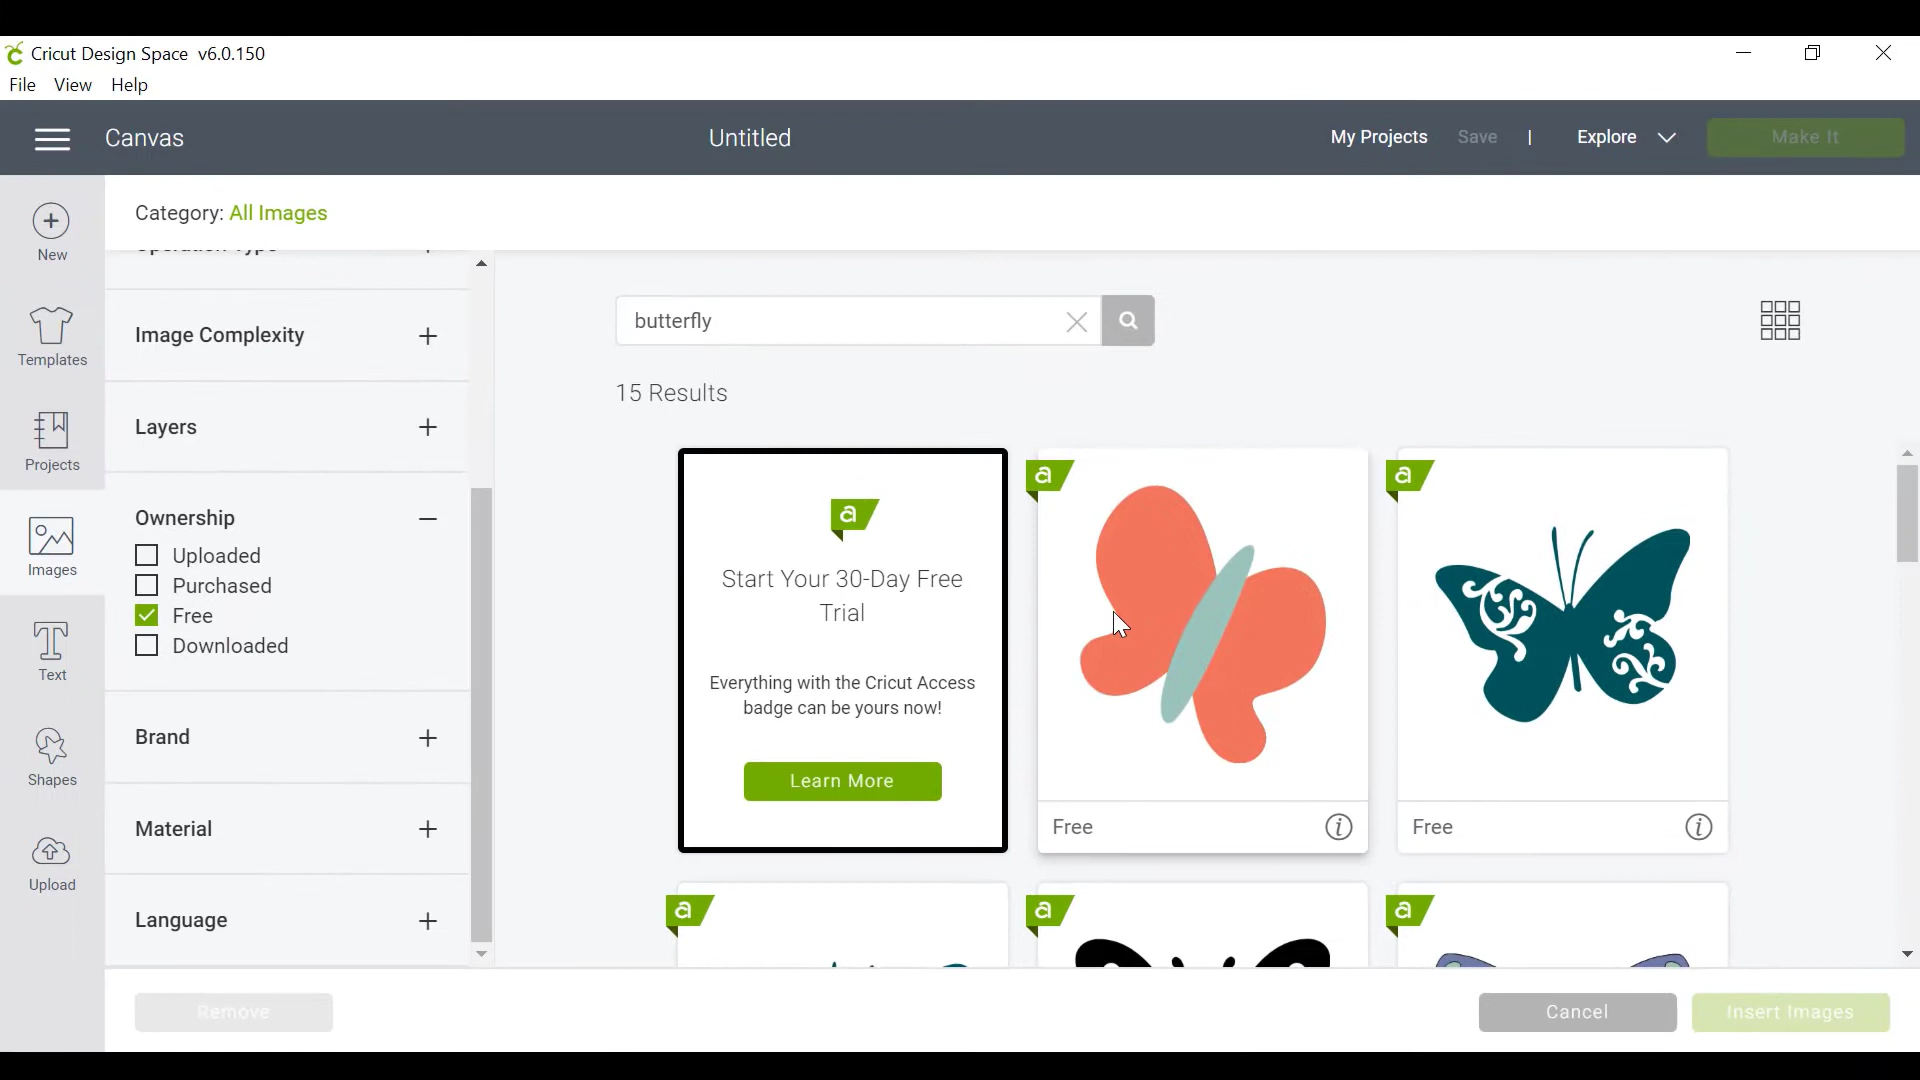 Cricut Design Space v6.0.150
File View Help
Canvas
Untitled
My Projects Save | Explore Make It
New
Templates
Projects
Images
Text
Shapes
Upload
Category: All Images
Operation Type
Image Complexity
Layers
Ownership
Uploaded
Purchased
Free
Downloaded
Brand
Material
Language
butterfly
15 Results
a
Start Your 30-Day Free
Trial
Everything with the Cricut Access
badge can be yours now!
Learn More
a
Free
a
Free
a
a
a
Remove
Cancel
Insert Images